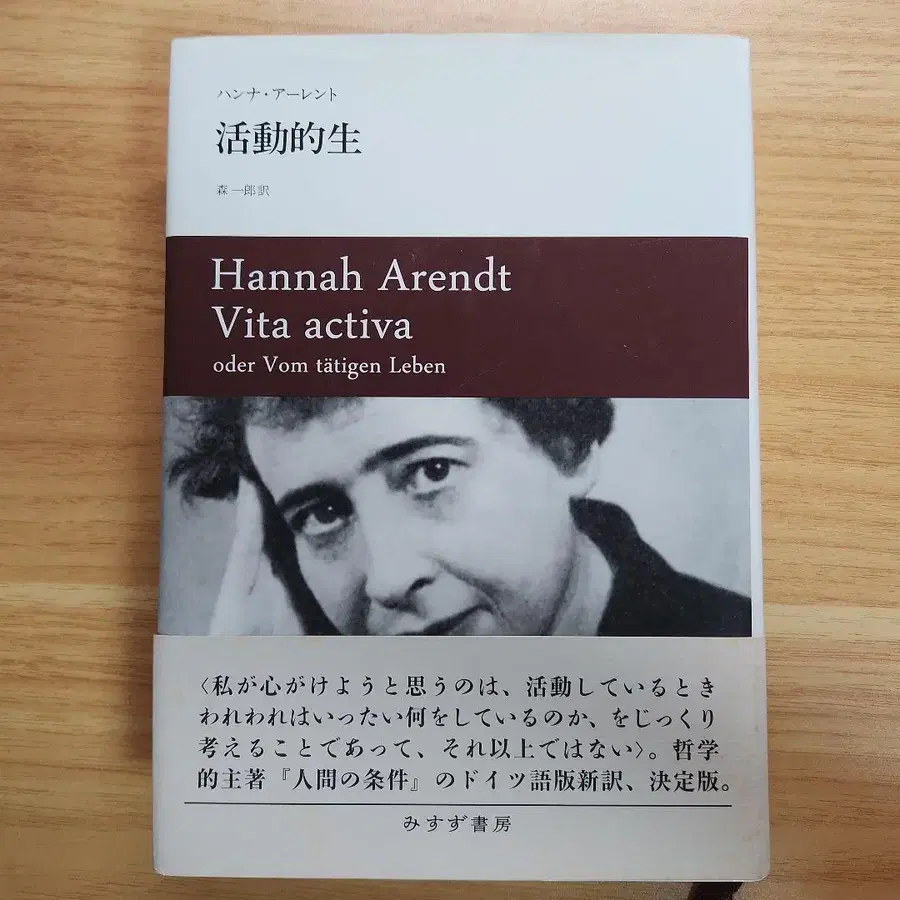 ハンナ・アーレント
活動的生
森 一郎 訳
Hannah Arendt
Vita activa
oder Vom tätigen Leben
〈私が心がけようと思うのは、活動しているとき
われわれはいったい何をしているのか、をじっくり
考えることであって、それ以上ではない〉。哲学
的主著『人間の条件』のドイツ語版新訳、決定版。
みすず書房